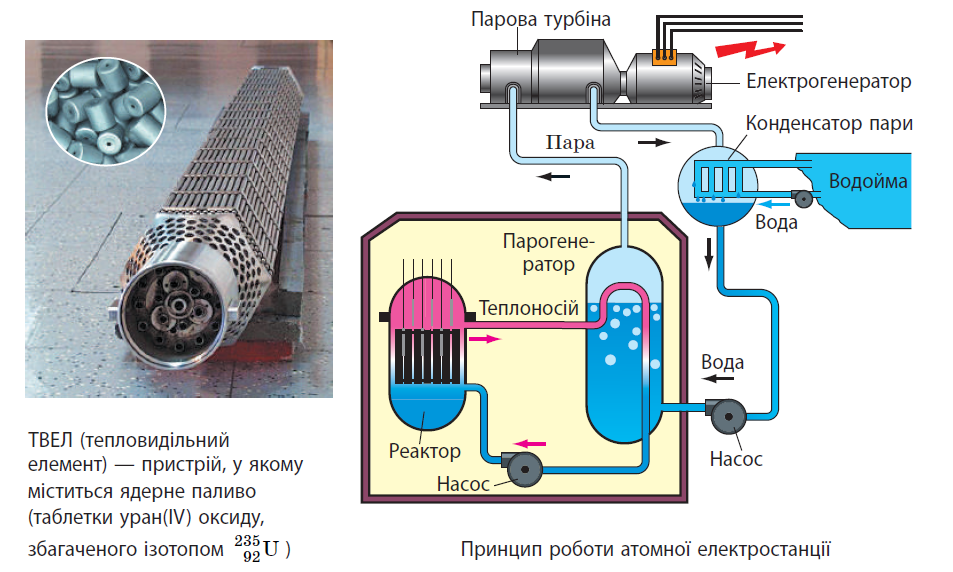 Парова турбіна
Електрогенератор
Конденсатор пари
Пара
Водойма
Вода
Парогене-
ратор
Теплоносій
Вода
Реактор
Насос
Насос
ТВЕЛ (тепловидільний
елемент) — пристрій, у якому
міститься ядерне паливо
(таблетки уран(IV) оксиду,
збагаченого ізотопом ²³⁵₉₂U )
Принцип роботи атомної електростанції